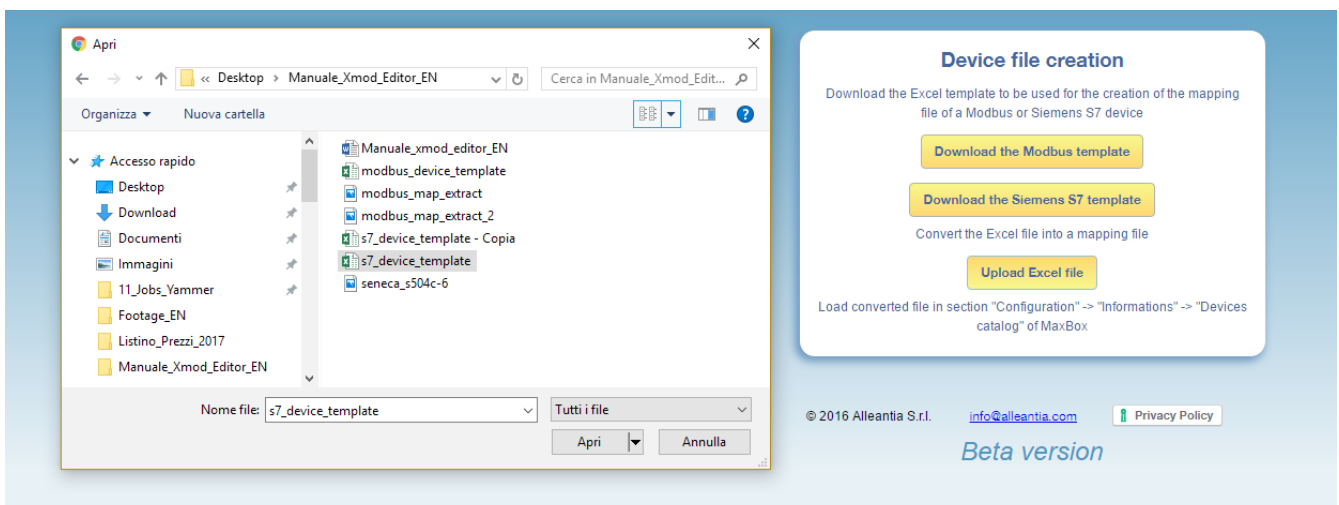 Apri
« Desktop › Manuale_Xmod_Editor_EN
Cerca in Manuale_Xmod_Edit...
Organizza
Nuova cartella
Accesso rapido
Desktop
Download
Documenti
Immagini
11_Jobs_Yammer
Footage_EN
Listino_Prezzi_2017
Manuale_Xmod_Editor_EN
Manuale_xmod_editor_EN
modbus_device_template
modbus_map_extract
modbus_map_extract_2
s7_device_template - Copia
s7_device_template
seneca_s504c-6
Nome file: s7_device_template
Tutti i file
Apri
Annulla
Device file creation
Download the Excel template to be used for the creation of the mapping
file of a Modbus or Siemens S7 device
Download the Modbus template
Download the Siemens S7 template
Convert the Excel file into a mapping file
Upload Excel file
Load converted file in section "Configuration" -> "Informations" -> "Devices
catalog" of MaxBox
© 2016 Alleantia S.r.l. info@alleantia.com Privacy Policy
Beta version